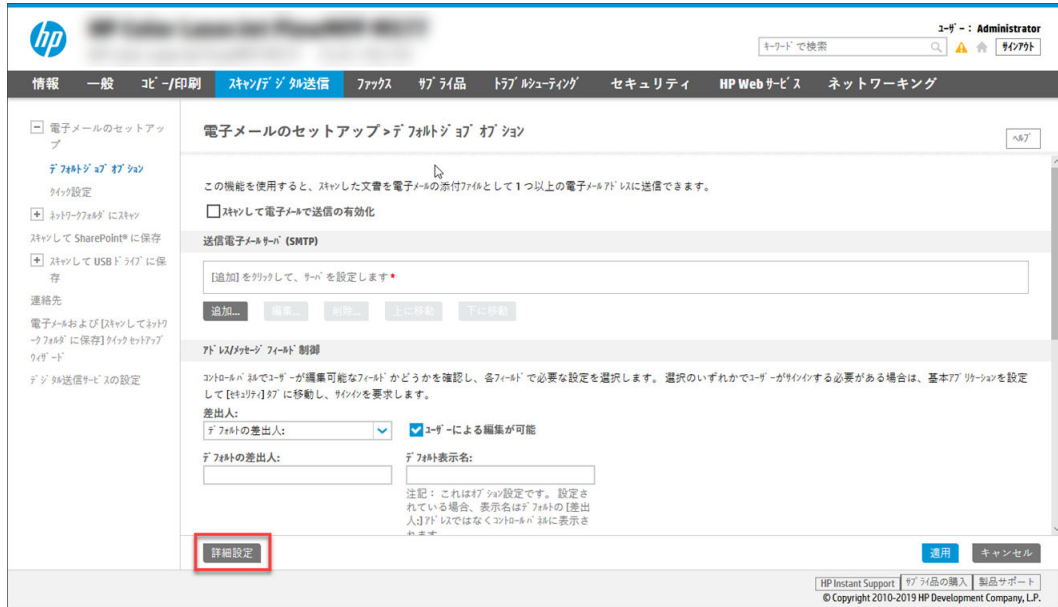 hp
ユーザー: Administrator
キーワードで検索
サインアウト
情報 一般 コピー/印刷 スキャン/デジタル送信 ファックス サプライ品 トラブルシューティング セキュリティ HP Web サービス ネットワーキング
電子メールのセットアッ
プ
デフォルト ジョブ オプション
クイック設定
ネットワークフォルダにスキャン
スキャンして SharePoint® に保存
スキャンして USB ドライブに保
存
連絡先
電子メールおよび [スキャンしてネットワ
ークフォルダに保存] クイック セットアップ
ウィザード
デジタル送信サービスの設定
電子メールのセットアップ > デフォルト ジョブ オプション
ヘルプ
この機能を使用すると、スキャンした文書を電子メールの添付ファイルとして 1 つ以上の電子メール アドレスに送信できます。
スキャンして電子メールで送信の有効化
送信電子メール サーバ (SMTP)
[追加] をクリックして、サーバを設定します *
追加... 編集... 削除... 上に移動 下に移動
アドレス/メッセージ フィールド 制御
コントロール パネルでユーザーが編集可能なフィールドかどうかを確認し、各フィールドで必要な設定を選択します。 選択のいずれかでユーザーがサインインする必要がある場合は、基本アプリケーションを設定
して [セキュリティ] タブに移動し、サインインを要求します。
差出人:
デフォルトの差出人:
ユーザーによる編集が可能
デフォルトの差出人:
デフォルト表示名:
注記： これはオプション設定です。 設定さ
れている場合、表示名はデフォルトの [差出
人:] アドレスではなくコントロール パネルに表示さ
れます
詳細設定
適用
キャンセル
HP Instant Support サプライ品の購入 製品サポート
© Copyright 2010-2019 HP Development Company, L.P.